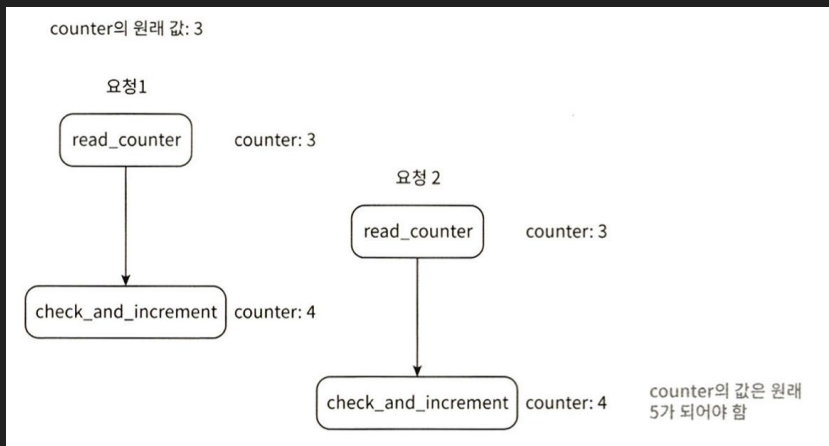 counter의 원래 값: 3
요청1
read_counter
counter: 3
요청 2
read_counter
counter: 3
check_and_increment
counter: 4
check_and_increment
counter: 4
counter의 값은 원래
5가 되어야 함